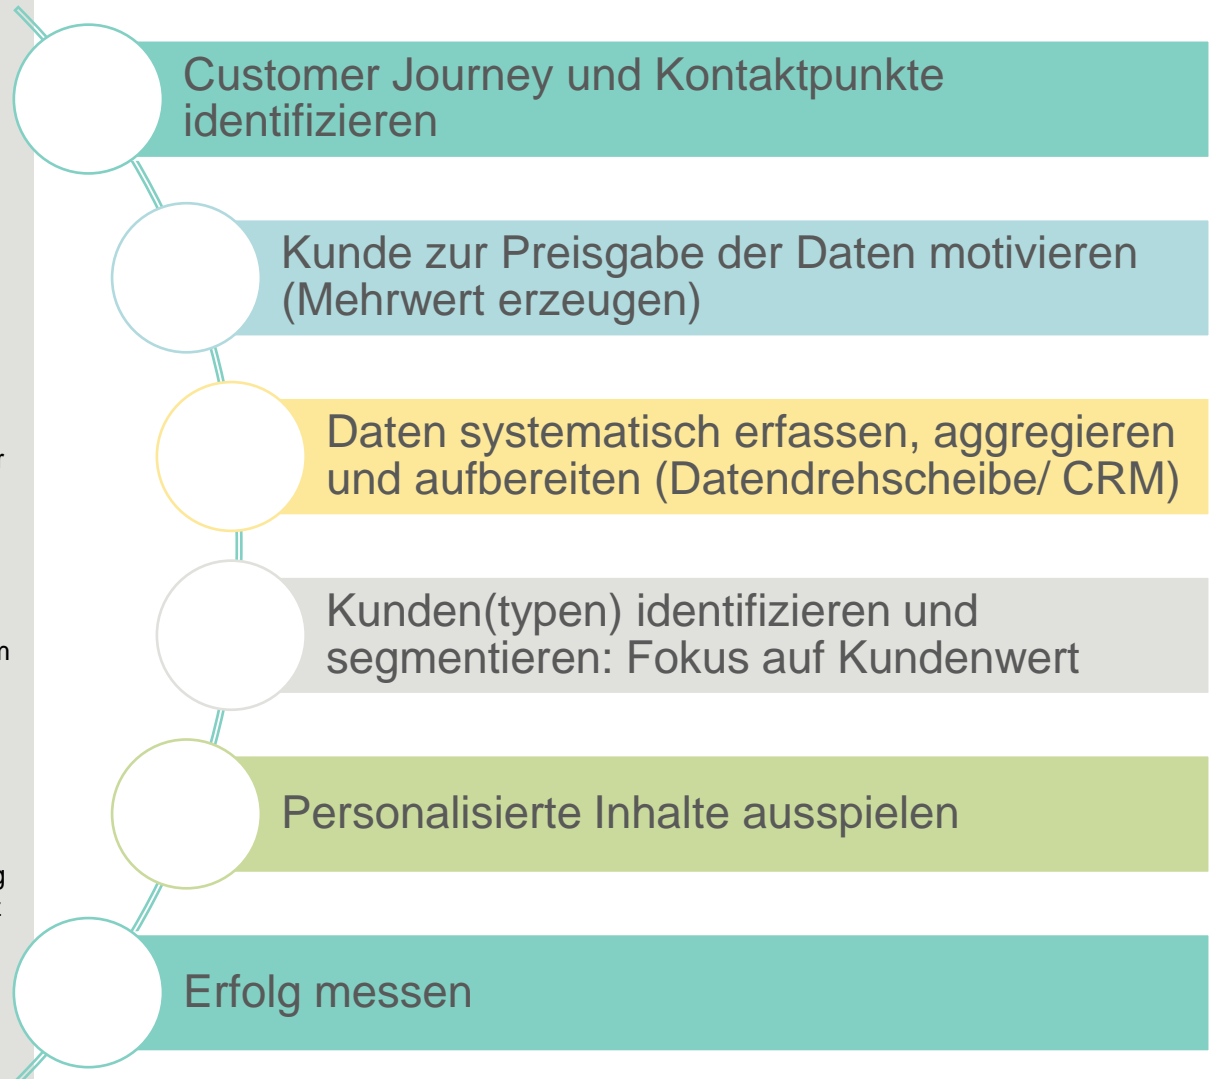 Customer Journey und Kontaktpunkte
identifizieren
Kunde zur Preisgabe der Daten motivieren
(Mehrwert erzeugen)
Daten systematisch erfassen, aggregieren
und aufbereiten (Datendrehscheibe/ CRM)
Kunden(typen) identifizieren und
segmentieren: Fokus auf Kundenwert
Personalisierte Inhalte ausspielen
Erfolg messen